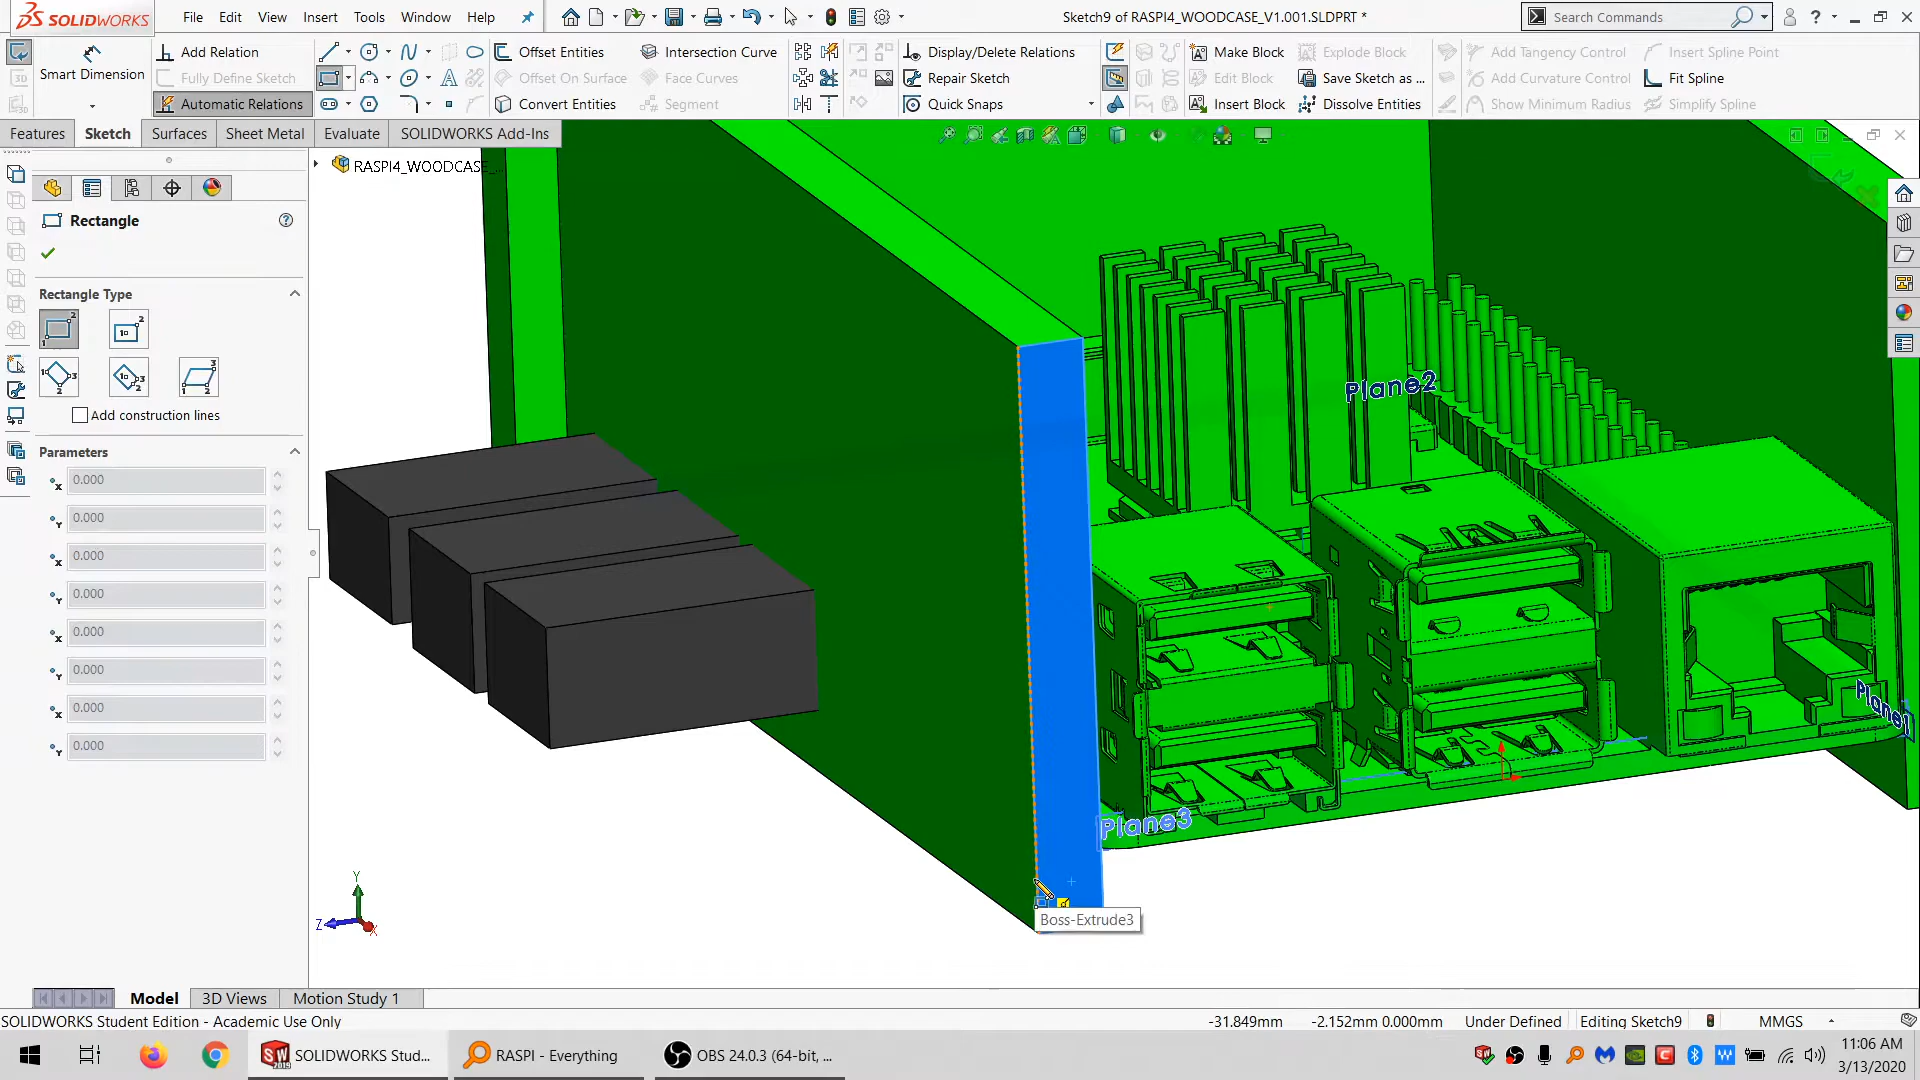 SOLIDWORKS
File
Edit
View
Insert
Tools
Window
Help
Sketch9 of RASPI4_WOODCASE_V1.001.SLDPRT *
Search Commands
Smart Dimension
Add Relation
Fully Define Sketch
Automatic Relations
Offset Entities
Offset On Surface
Convert Entities
Intersection Curve
Face Curves
Segment
Display/Delete Relations
Repair Sketch
Quick Snaps
Make Block
Edit Block
Insert Block
Explode Block
Save Sketch as ...
Dissolve Entities
Add Tangency Control
Add Curvature Control
Show Minimum Radius
Insert Spline Point
Fit Spline
Simplify Spline
Features
Sketch
Surfaces
Sheet Metal
Evaluate
SOLIDWORKS Add-Ins
RASPI4_WOODCASE_...
Rectangle
Rectangle Type
Add construction lines
Parameters
0.000
0.000
0.000
0.000
0.000
0.000
0.000
0.000
Plane2
Plane1
Plane3
Boss-Extrude3
Y
Z
X
Model
3D Views
Motion Study 1
SOLIDWORKS Student Edition - Academic Use Only
-31.849mm
-2.152mm 0.000mm
Under Defined
Editing Sketch9
MMGS
SOLIDWORKS Stud...
RASPI - Everything
OBS 24.0.3 (64-bit, ...
11:06 AM
3/13/2020